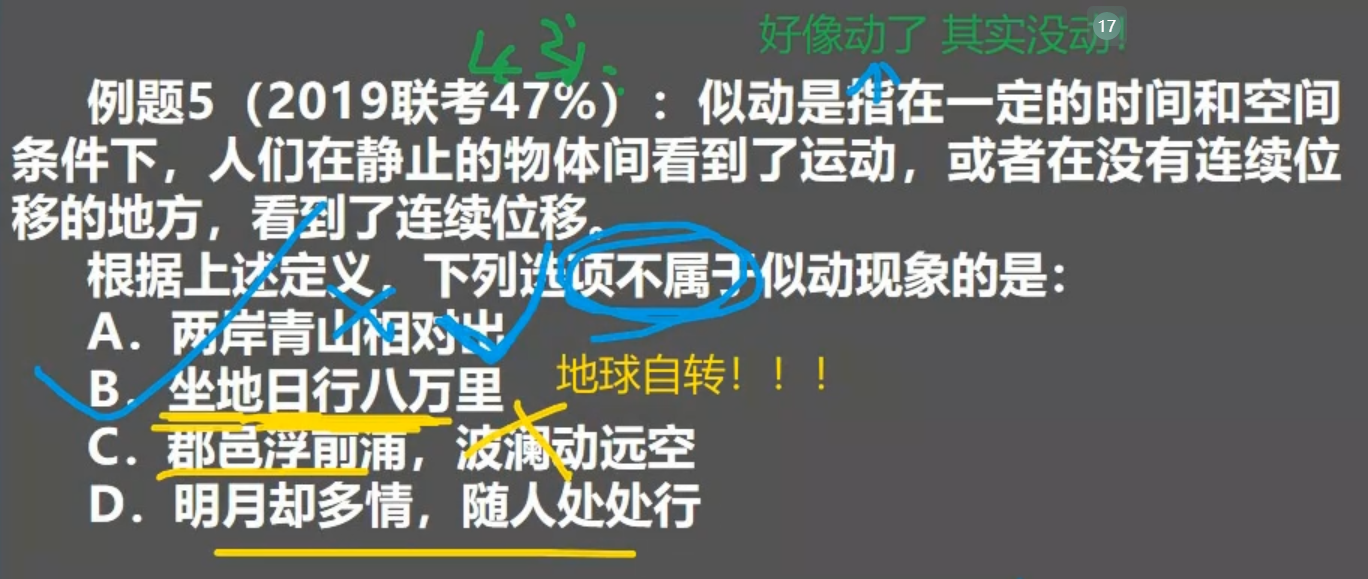 好像动了 其实没动!
17
例题5（2019联考47%）：似动是指在一定的时间和空间
条件下，人们在静止的物体间看到了运动，或者在没有连续位
移的地方，看到了连续位移。
根据上述定义，下列选项不属于似动现象的是：
A．两岸青山相对出
地球自转！！！
B．坐地日行八万里
C．郡邑浮前浦，波澜动远空
D．明月却多情，随人处处行